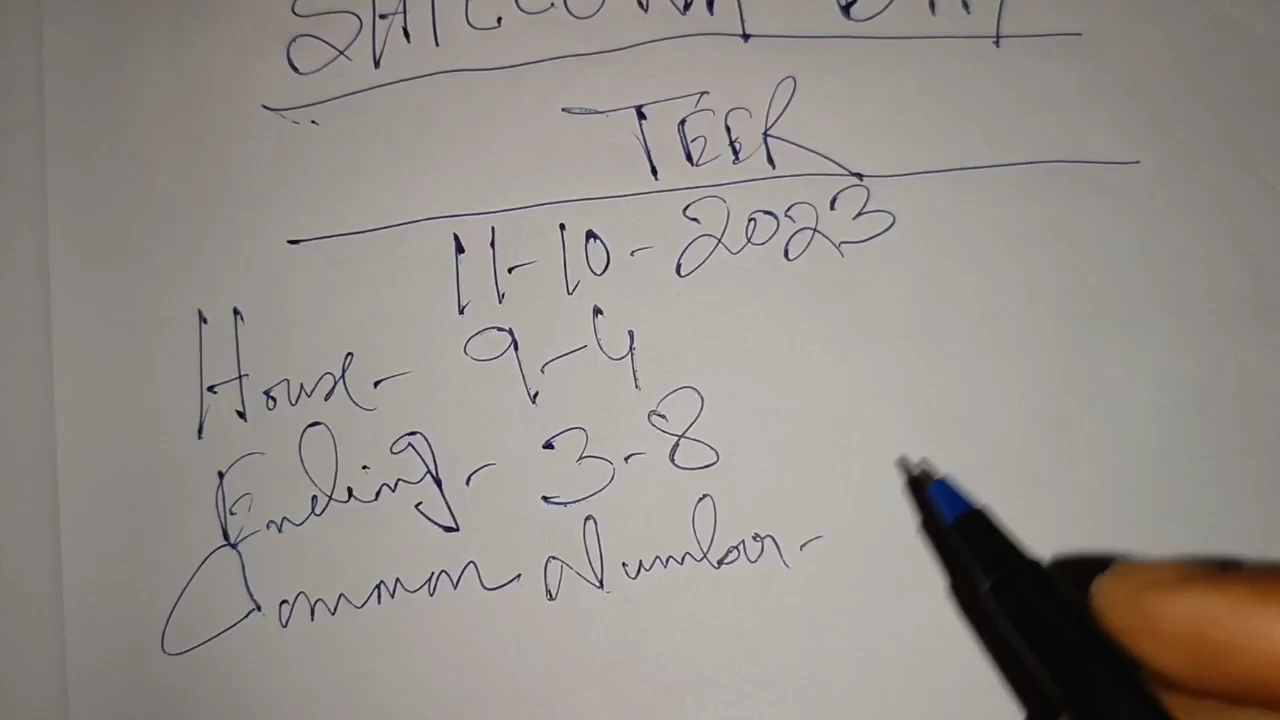 TEER
11-10-2023
House- 9-4
Ending- 3-8
Common Number-